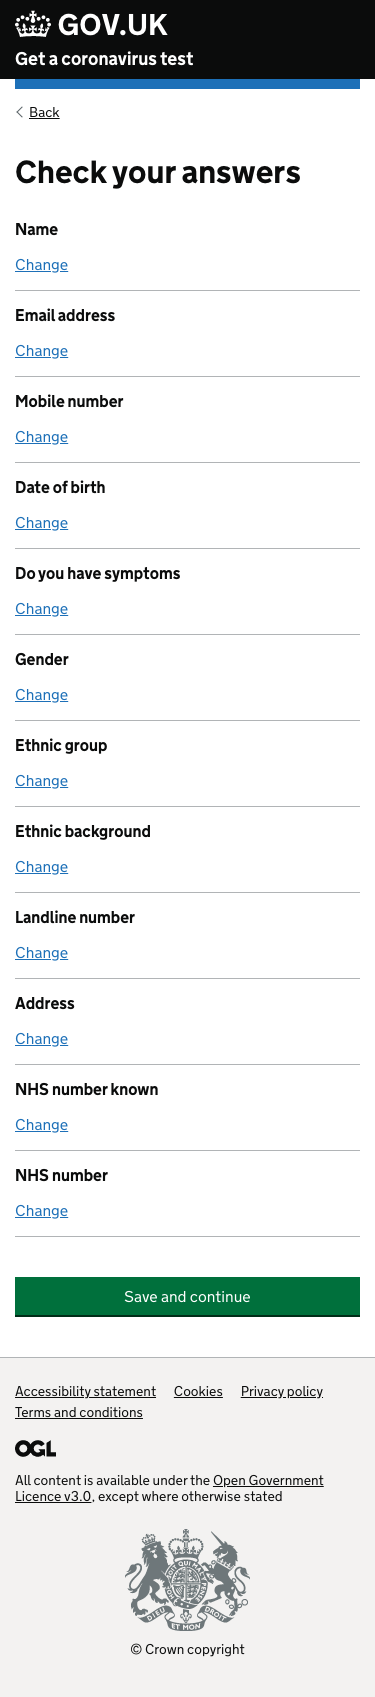 GOV.UK
Get a coronavirus test
Back
Check your answers
Name
Change
Email address
Change
Mobile number
Change
Date of birth
Change
Do you have symptoms
Change
Gender
Change
Ethnic group
Change
Ethnic background
Change
Landline number
Change
Address
Change
NHS number known
Change
NHS number
Change
Save and continue
Accessibility statement Cookies Privacy policy
Terms and conditions
OGL
All content is available under the Open Government
Licence v3.0, except where otherwise stated
DIEU ET MON DROIT
© Crown copyright